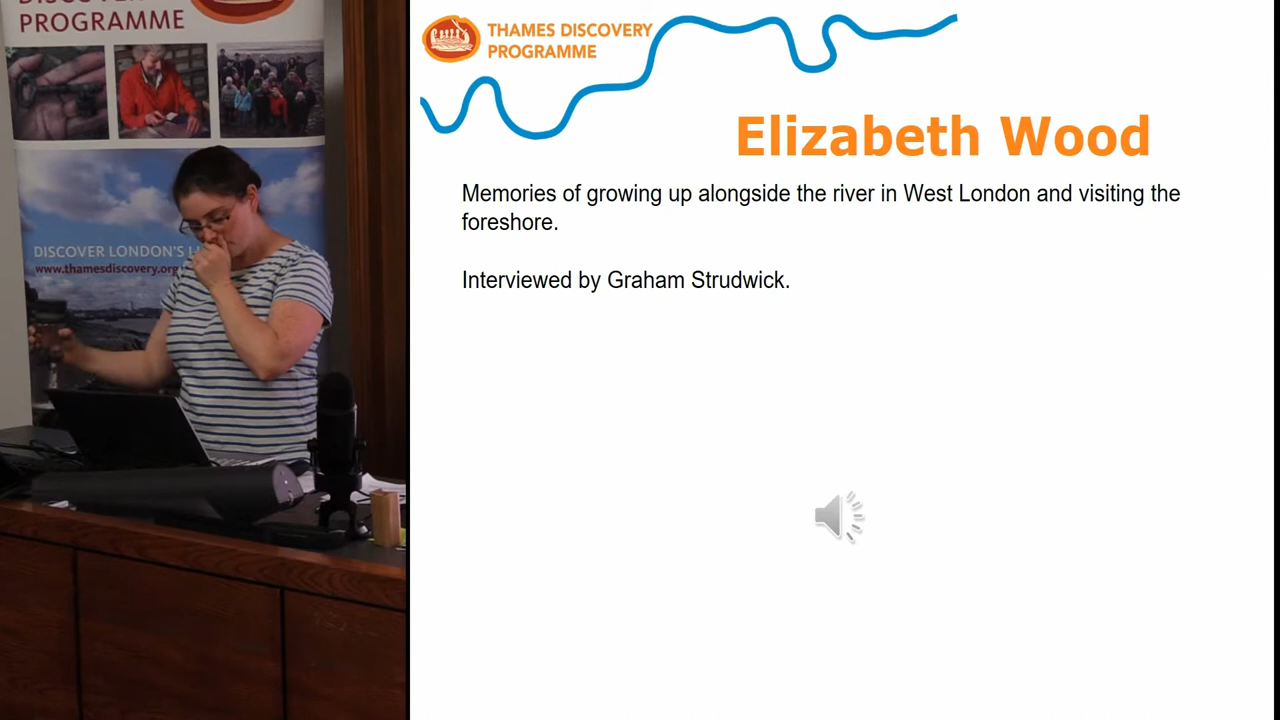 PROGRAMME
DISCOVER LONDON'S
www.thamesdiscovery.org
THAMES DISCOVERY
PROGRAMME
Elizabeth Wood
Memories of growing up alongside the river in West London and visiting the
foreshore.
Interviewed by Graham Strudwick.